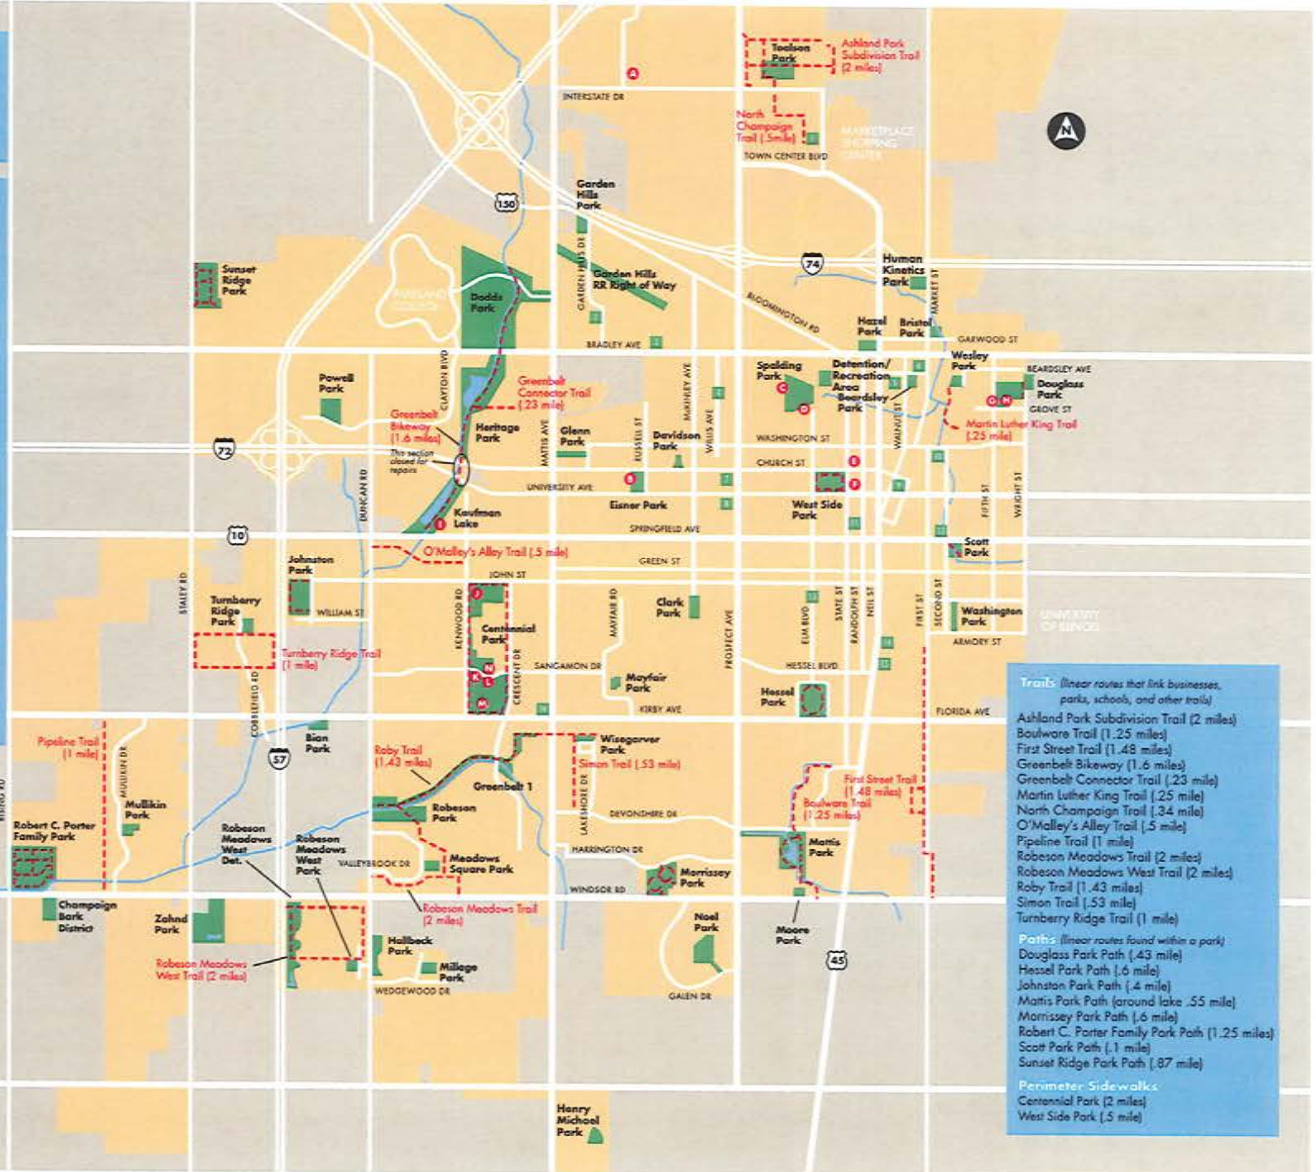 Toalson
Park
Ashland Park
Subdivision Trail
(2 miles)
A
INTERSTATE DR
North
Champaign
Trail (.5mile)
MARKETPLACE
SHOPPING
CENTER
TOWN CENTER BLVD
N
Garden
Hills
Park
150
74
Human
Kinetics
Park
Sunset
Ridge
Park
GARDEN HILLS DR
Garden Hills
RR Right of Way
MARKET ST
PARKLAND
COLLEGE
Dodds
Park
BLOOMINGTON RD
Hazel
Park
Bristol
Park
GARWOOD ST
BRADLEY AVE
Wesley
Park
CLAYTON BLVD
Spalding
Park
Detention/
Recreation
Area
Beardsley
Park
BEARDSLEY AVE
Douglass
Park
Powell
Park
Greenbelt
Connector Trail
(.23 mile)
McKINLEY AVE
WILLIS AVE
C
D
G
H
GROVE ST
WALNUT ST
Greenbelt
Bikeway
(1.6 miles)
Heritage
Park
MATTIS AVE
Glenn
Park
RUSSELL ST
Davidson
Park
WASHINGTON ST
Martin Luther King Trail
(.25 mile)
72
This section
closed for
repairs
CHURCH ST
E
DUNCAN RD
UNIVERSITY AVE
B
Eisner Park
West Side
Park
F
FIFTH ST
WRIGHT ST
Kaufman
Lake
I
SPRINGFIELD AVE
10
O'Malley's Alley Trail (.5 mile)
GREEN ST
Scott
Park
Johnston
Park
JOHN ST
STALEY RD
Turnberry
Ridge
Park
WILLIAM ST
KENWOOD RD
J
Centennial
Park
MAYFAIR RD
Clark
Park
PROSPECT AVE
ELM BLVD
STATE ST
RANDOLPH ST
NEIL ST
FIRST ST
SECOND ST
Washington
Park
UNIVERSITY
OF ILLINOIS
ARMORY ST
Turnberry Ridge Trail
(1 mile)
N
K
L
M
CRESCENT DR
SANGAMON DR
HESSEL BLVD
Mayfair
Park
Hessel
Park
COBBLEFIELD RD
KIRBY AVE
FLORIDA AVE
Pipeline Trail
(1 mile)
MULLIKIN DR
Bian
Park
57
Roby Trail
(1.43 miles)
Wisegarver
Park
Simon Trail (.53 mile)
Greenbelt 1
LAKESHORE DR
First Street Trail
(1.48 miles)
Boulware Trail
(1.25 miles)
RISING RD
Mullikin
Park
Robert C. Porter
Family Park
Robeson
Meadows
West
Det.
Robeson
Meadows
West
Park
Robeson
Park
DEVONSHIRE DR
Mattis
Park
VALLEYBROOK DR
Meadows
Square Park
HARRINGTON DR
Morrissey
Park
WINDSOR RD
Champaign
Park
District
Zahnd
Park
Robeson Meadows Trail
(2 miles)
Noel
Park
Moore
Park
Robeson Meadows
West Trail (2 miles)
Hallbeck
Park
Millage
Park
WEDGEWOOD DR
GALEN DR
45
Henry
Michael
Park
Trails (linear routes that link businesses,
parks, schools, and other trails)
Ashland Park Subdivision Trail (2 miles)
Boulware Trail (1.25 miles)
First Street Trail (1.48 miles)
Greenbelt Bikeway (1.6 miles)
Greenbelt Connector Trail (.23 mile)
Martin Luther King Trail (.25 mile)
North Champaign Trail (.34 mile)
O'Malley's Alley Trail (.5 mile)
Pipeline Trail (1 mile)
Robeson Meadows Trail (2 miles)
Robeson Meadows West Trail (2 miles)
Roby Trail (1.43 miles)
Simon Trail (.53 mile)
Turnberry Ridge Trail (1 mile)
Paths (linear routes found within a park)
Douglass Park Path (.43 mile)
Hessel Park Path (.6 mile)
Johnston Park Path (.4 mile)
Mattis Park Path (around lake .55 mile)
Morrissey Park Path (.6 mile)
Robert C. Porter Family Park Path (1.25 miles)
Scott Park Path (.1 mile)
Sunset Ridge Park Path (.87 mile)
Perimeter Sidewalks
Centennial Park (2 miles)
West Side Park (.5 mile)